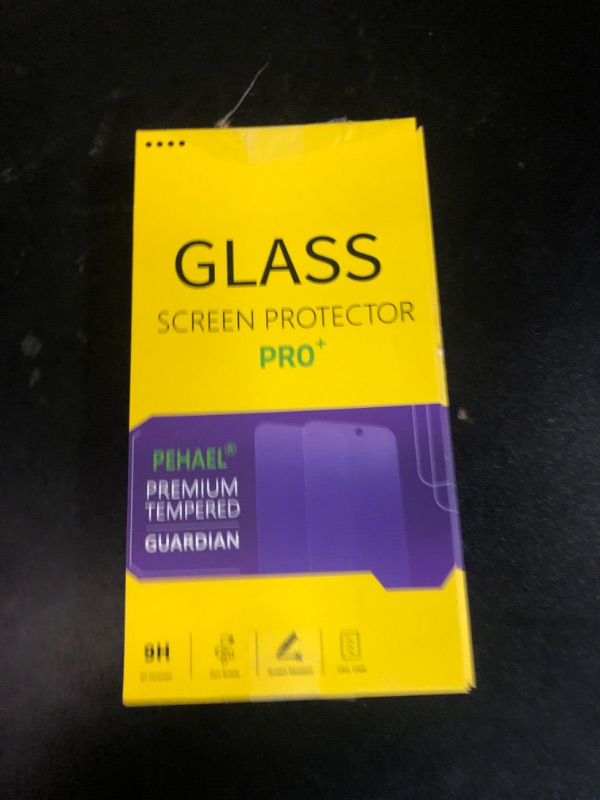 GLASS
SCREEN PROTECTOR
PRO+
PEHAEL®
PREMIUM
TEMPERED
GUARDIAN
9H